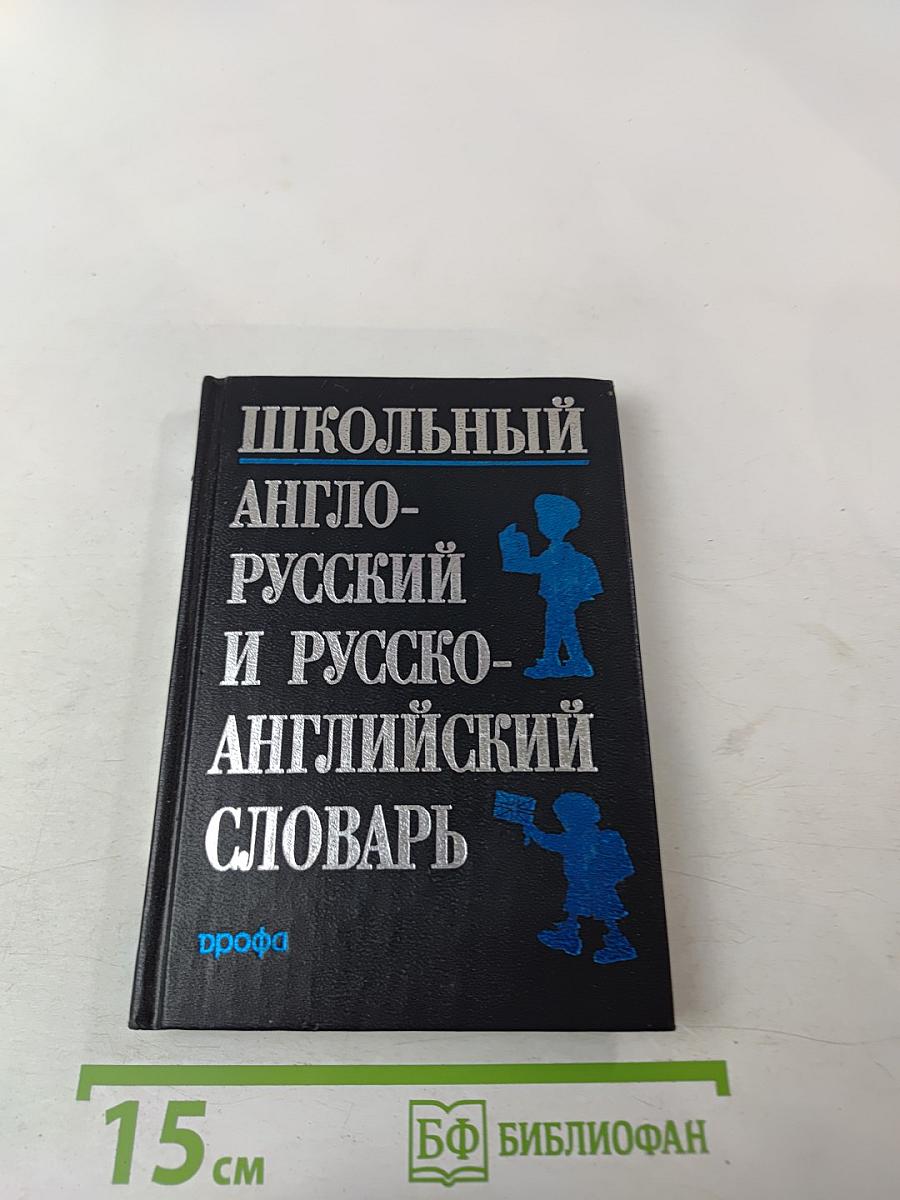 ШКОЛЬНЫЙ
АНГЛО-
РУССКИЙ
И РУССКО-
АНГЛИЙСКИЙ
СЛОВАРЬ
дрофа
15 см
БФ БИБЛИОФАН